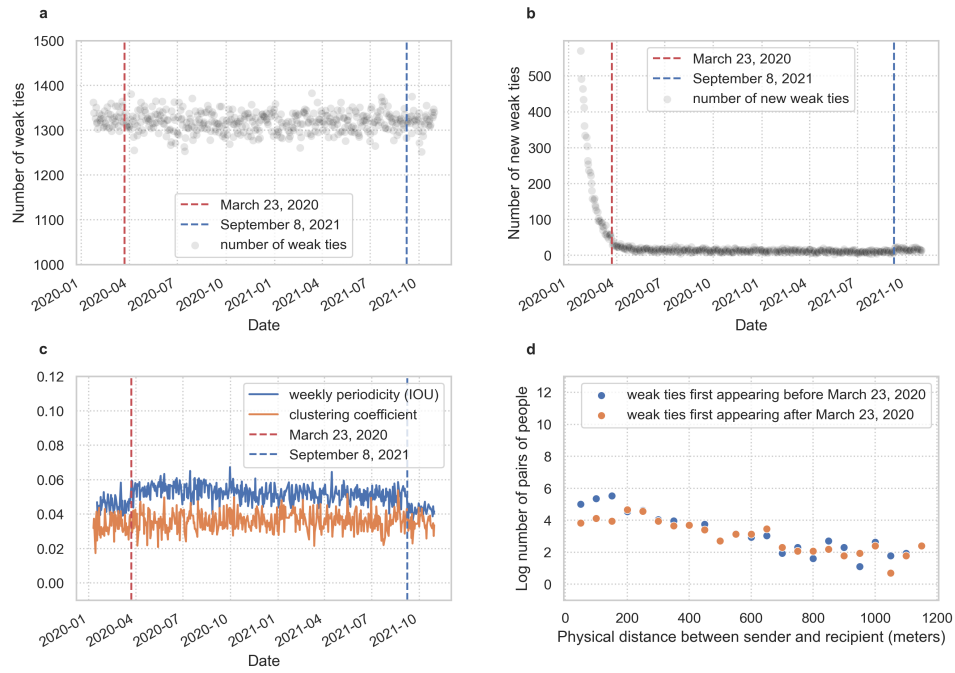 a
1500
1400
1300
1200
1100
1000
Number of weak ties
March 23, 2020
September 8, 2021
number of weak ties
2020-01
2020-04
2020-07
2020-10
2021-01
2021-04
2021-07
2021-10
Date
b
500
400
300
200
100
0
Number of new weak ties
March 23, 2020
September 8, 2021
number of new weak ties
2020-01
2020-04
2020-07
2020-10
2021-01
2021-04
2021-07
2021-10
Date
c
0.12
0.10
0.08
0.06
0.04
0.02
0.00
weekly periodicity (IOU)
clustering coefficient
March 23, 2020
September 8, 2021
2020-01
2020-04
2020-07
2020-10
2021-01
2021-04
2021-07
2021-10
Date
d
12
10
8
6
4
2
0
Log number of pairs of people
weak ties first appearing before March 23, 2020
weak ties first appearing after March 23, 2020
0
200
400
600
800
1000
1200
Physical distance between sender and recipient (meters)